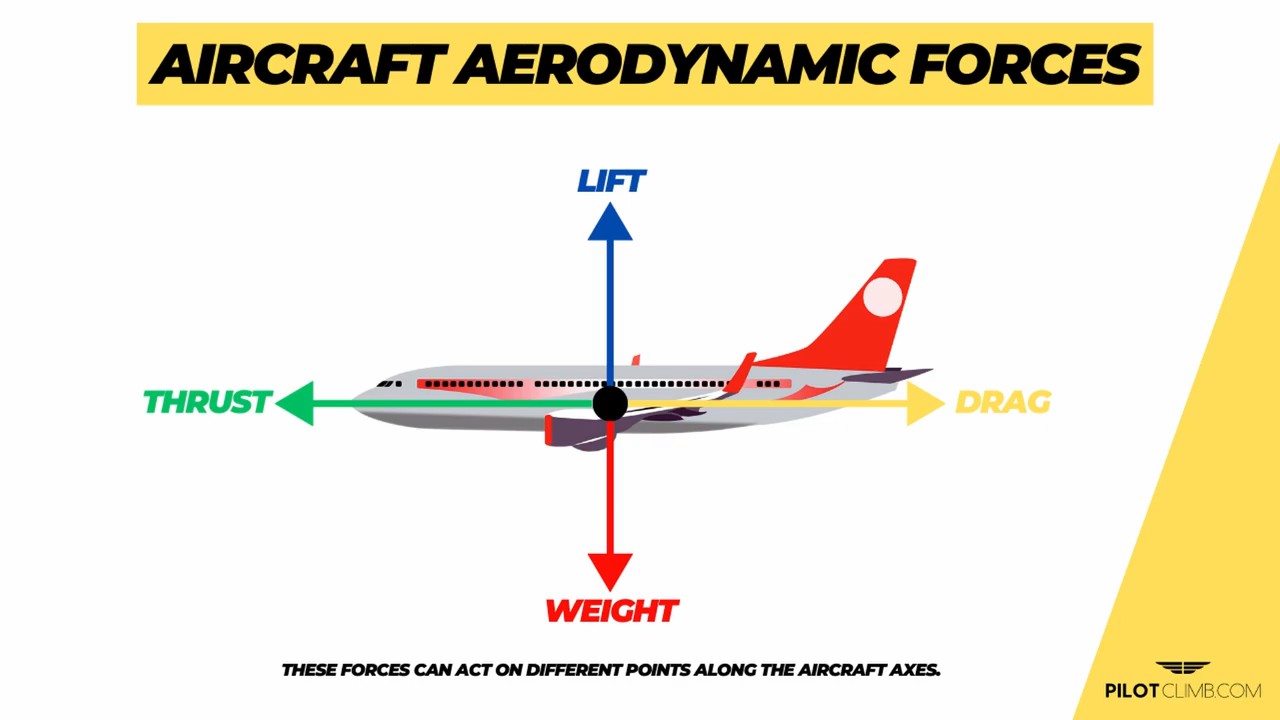 AIRCRAFT AERODYNAMIC FORCES
LIFT
THRUST
DRAG
WEIGHT
THESE FORCES CAN ACT ON DIFFERENT POINTS ALONG THE AIRCRAFT AXES.
PILOTCLIMB.COM